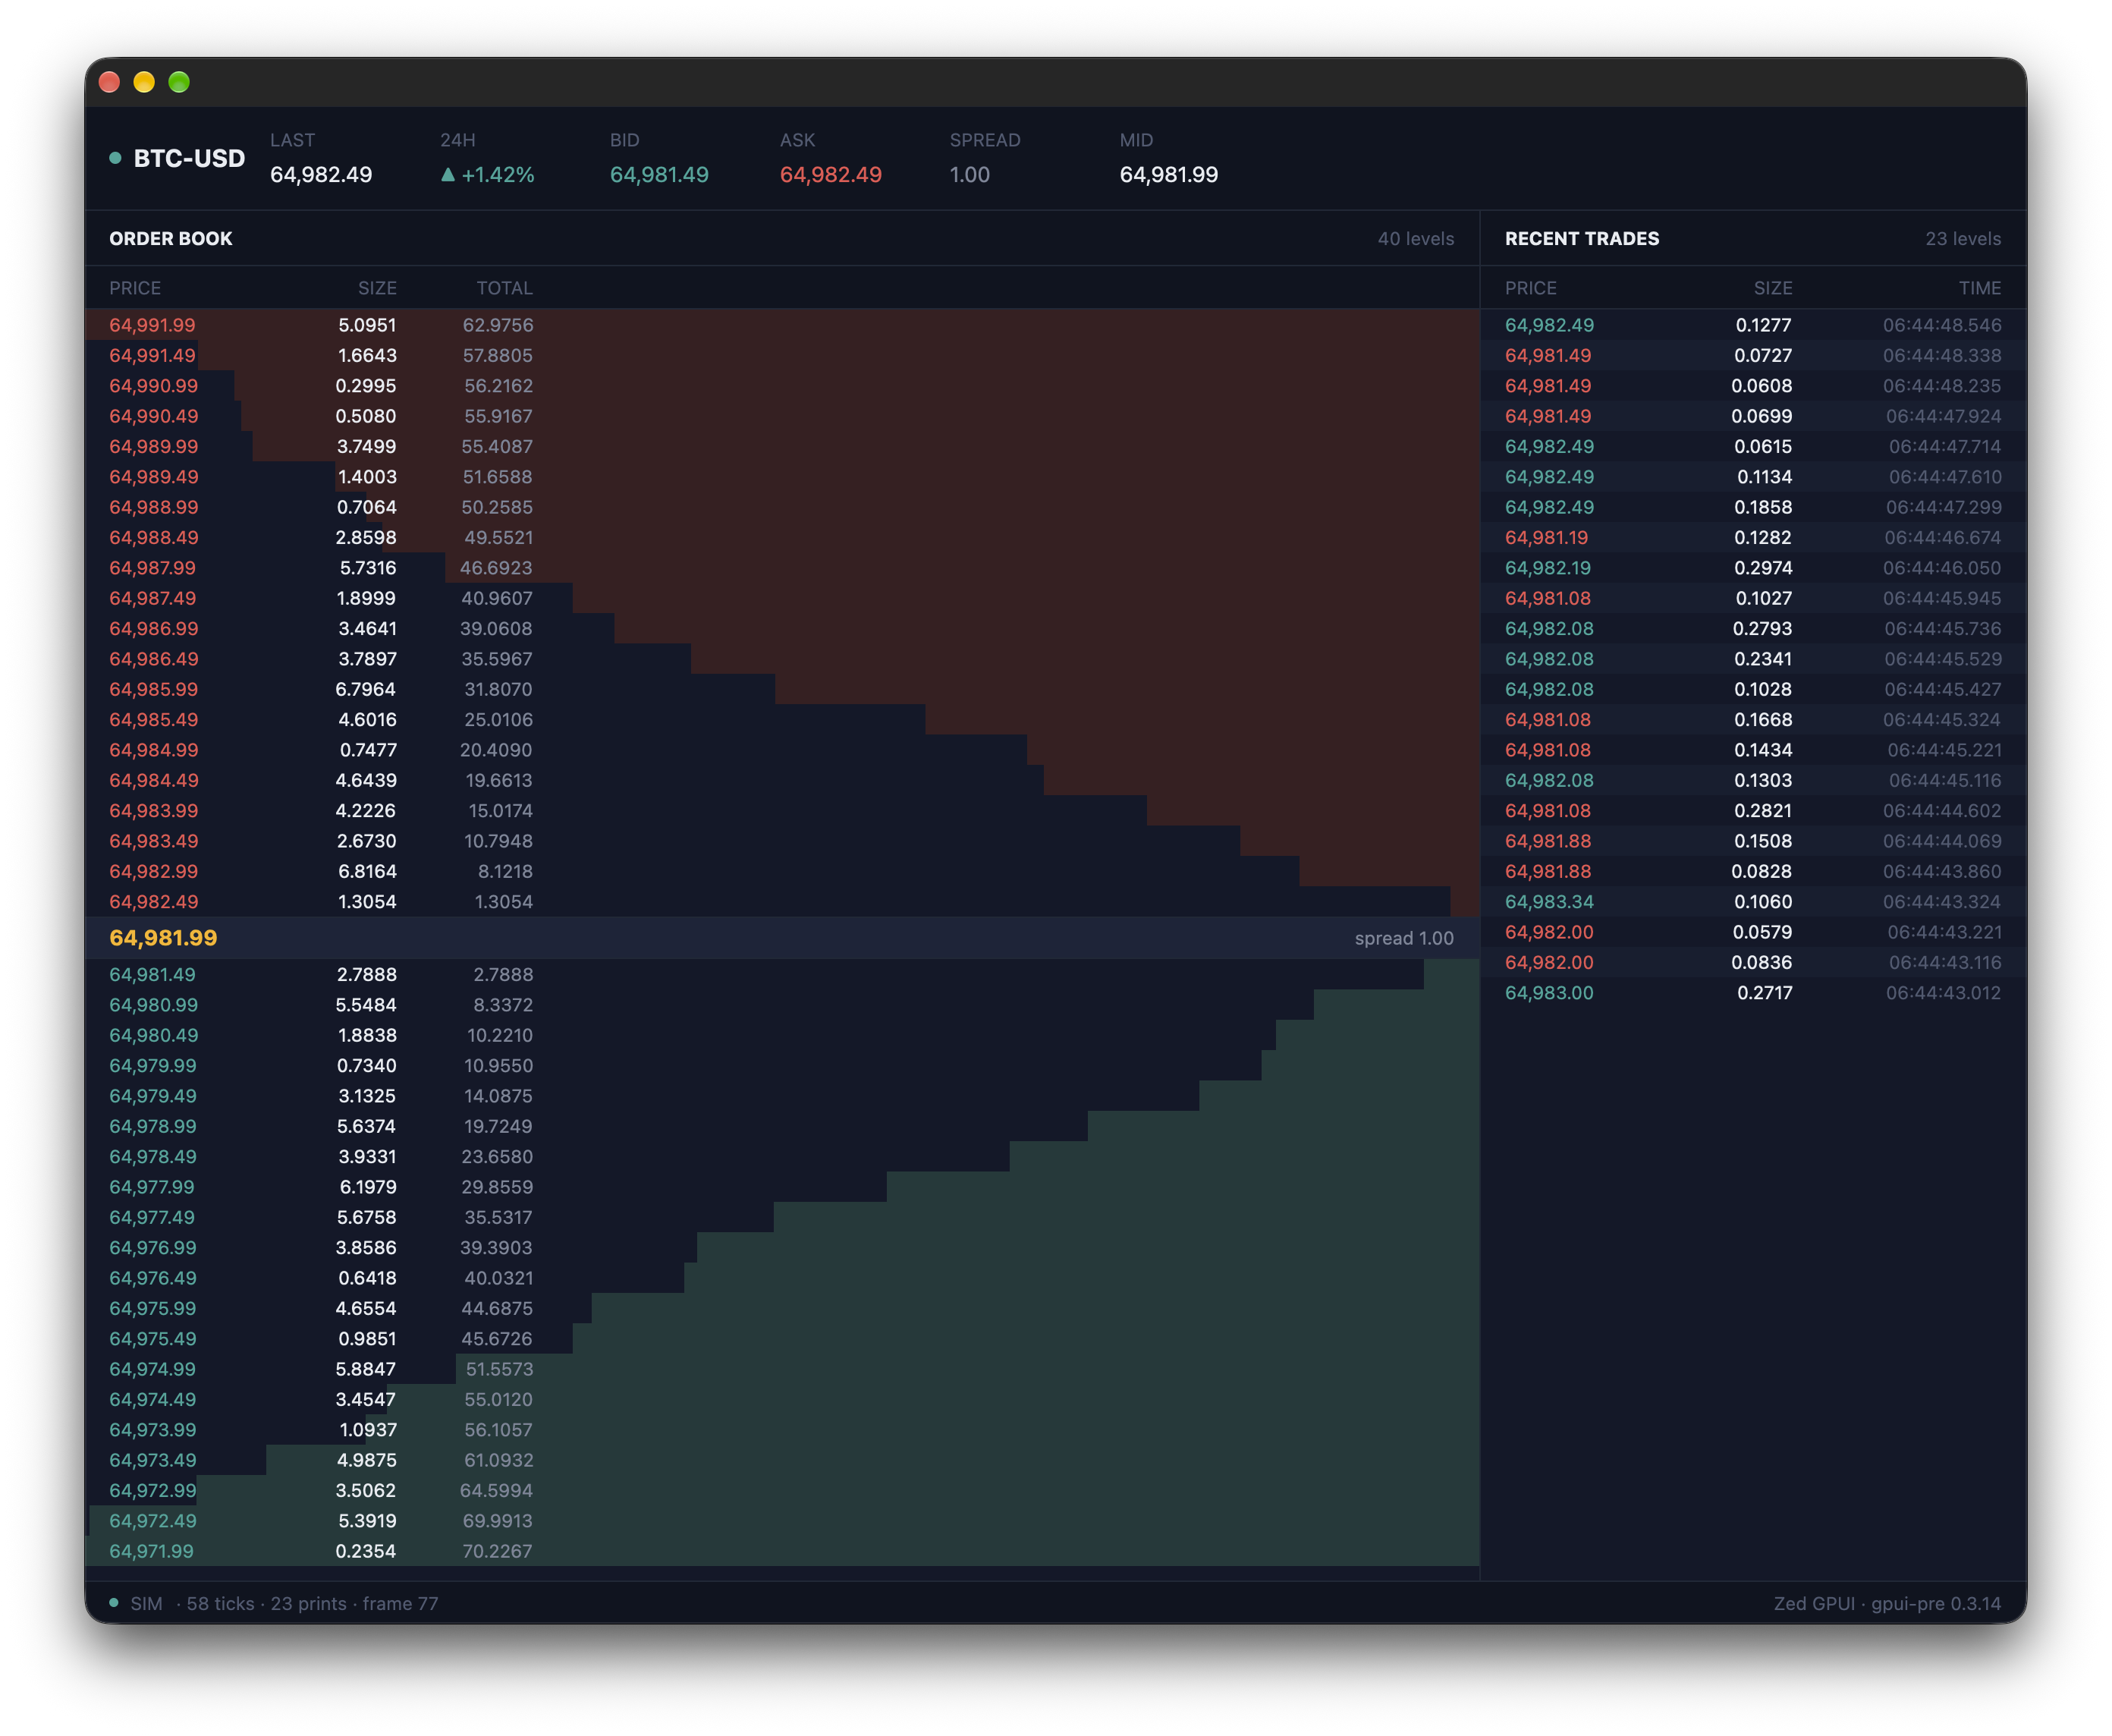 BTC-USD
LAST 24H BID ASK SPREAD MID
64,982.49 ▲ +1.42% 64,981.49 64,982.49 1.00 64,981.99
ORDER BOOK 40 levels
PRICE SIZE TOTAL
64,991.99 5.0951 62.9756
64,991.49 1.6643 57.8805
64,990.99 0.2995 56.2162
64,990.49 0.5080 55.9167
64,989.99 3.7499 55.4087
64,989.49 1.4003 51.6588
64,988.99 0.7064 50.2585
64,988.49 2.8598 49.5521
64,987.99 5.7316 46.6923
64,987.49 1.8999 40.9607
64,986.99 3.4641 39.0608
64,986.49 3.7897 35.5967
64,985.99 6.7964 31.8070
64,985.49 4.6016 25.0106
64,984.99 0.7477 20.4090
64,984.49 4.6439 19.6613
64,983.99 4.2226 15.0174
64,983.49 2.6730 10.7948
64,982.99 6.8164 8.1218
64,982.49 1.3054 1.3054
64,981.99 spread 1.00
64,981.49 2.7888 2.7888
64,980.99 5.5484 8.3372
64,980.49 1.8838 10.2210
64,979.99 0.7340 10.9550
64,979.49 3.1325 14.0875
64,978.99 5.6374 19.7249
64,978.49 3.9331 23.6580
64,977.99 6.1979 29.8559
64,977.49 5.6758 35.5317
64,976.99 3.8586 39.3903
64,976.49 0.6418 40.0321
64,975.99 4.6554 44.6875
64,975.49 0.9851 45.6726
64,974.99 5.8847 51.5573
64,974.49 3.4547 55.0120
64,973.99 1.0937 56.1057
64,973.49 4.9875 61.0932
64,972.99 3.5062 64.5994
64,972.49 5.3919 69.9913
64,971.99 0.2354 70.2267
RECENT TRADES 23 levels
PRICE SIZE TIME
64,982.49 0.1277 06:44:48.546
64,981.49 0.0727 06:44:48.338
64,981.49 0.0608 06:44:48.235
64,981.49 0.0699 06:44:47.924
64,982.49 0.0615 06:44:47.714
64,982.49 0.1134 06:44:47.610
64,982.49 0.1858 06:44:47.299
64,981.19 0.1282 06:44:46.674
64,982.19 0.2974 06:44:46.050
64,981.08 0.1027 06:44:45.945
64,982.08 0.2793 06:44:45.736
64,982.08 0.2341 06:44:45.529
64,982.08 0.1028 06:44:45.427
64,981.08 0.1668 06:44:45.324
64,981.08 0.1434 06:44:45.221
64,982.08 0.1303 06:44:45.116
64,981.08 0.2821 06:44:44.602
64,981.88 0.1508 06:44:44.069
64,981.88 0.0828 06:44:43.860
64,983.34 0.1060 06:44:43.324
64,982.00 0.0579 06:44:43.221
64,982.00 0.0836 06:44:43.116
64,983.00 0.2717 06:44:43.012
SIM · 58 ticks · 23 prints · frame 77
Zed GPUI · gpui-pre 0.3.14